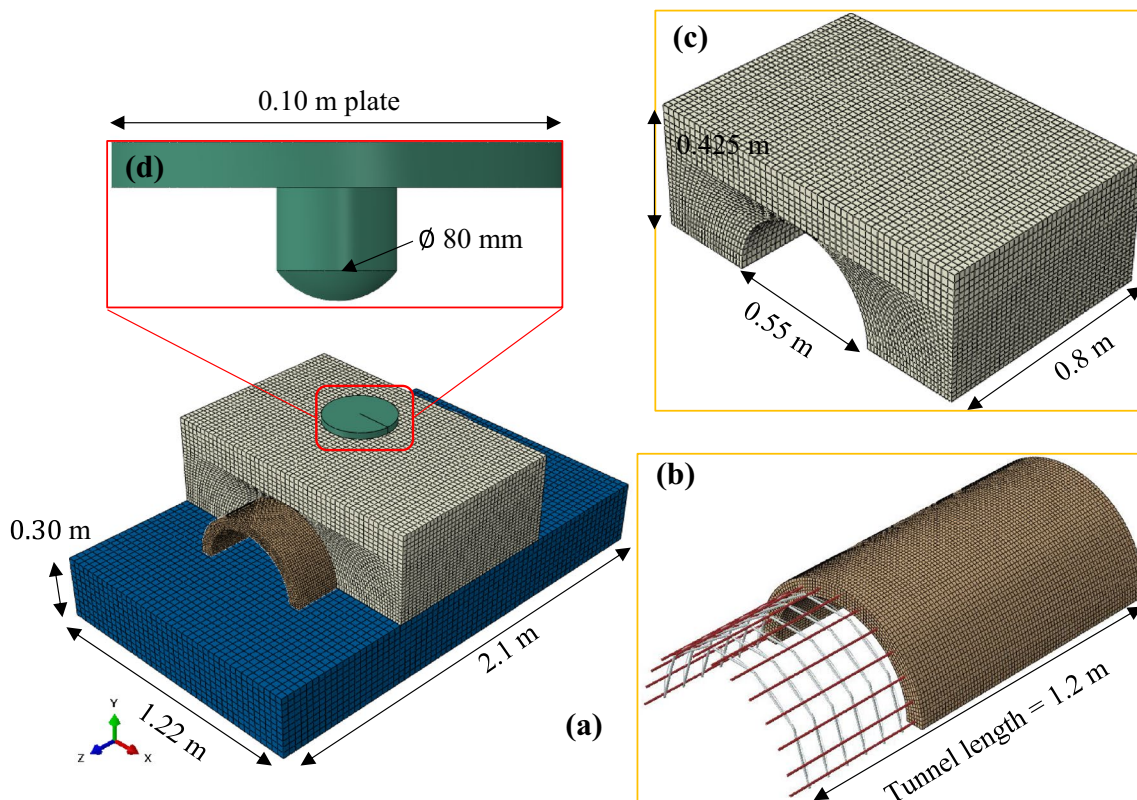 (c)
0.10 m plate
0.425 m
(d)
Ø 80 mm
0.55 m
0.8 m
(b)
0.30 m
2.1 m
1.22 m
(a)
Tunnel length = 1.2 m
Y
Z
X